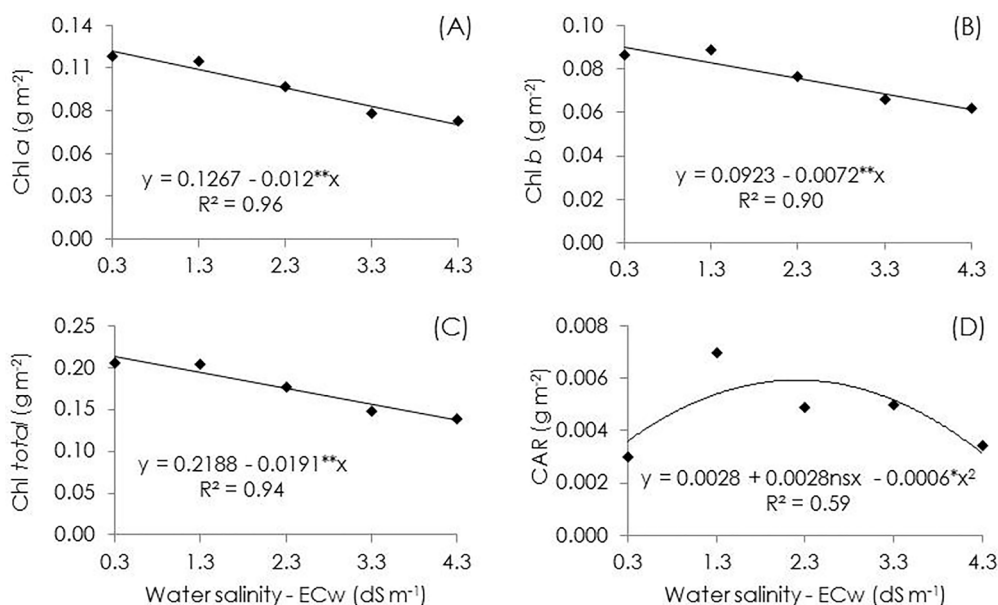 (A)
Chl a (g m-2)
0.14
0.11
0.08
0.06
0.03
0.00
y = 0.1267 - 0.012**x
R² = 0.96
0.3 1.3 2.3 3.3 4.3
(B)
Chl b (g m-2)
0.10
0.08
0.06
0.04
0.02
0.00
y = 0.0923 - 0.0072**x
R² = 0.90
0.3 1.3 2.3 3.3 4.3
(C)
Chl total (g m-2)
0.25
0.20
0.15
0.10
0.05
0.00
y = 0.2188 - 0.0191**x
R² = 0.94
0.3 1.3 2.3 3.3 4.3
Water salinity - ECw (dS m-1)
(D)
CAR (g m-2)
0.008
0.006
0.004
0.002
0.000
y = 0.0028 + 0.0028nsx - 0.0006*x²
R² = 0.59
0.3 1.3 2.3 3.3 4.3
Water salinity - ECw (dS m-1)